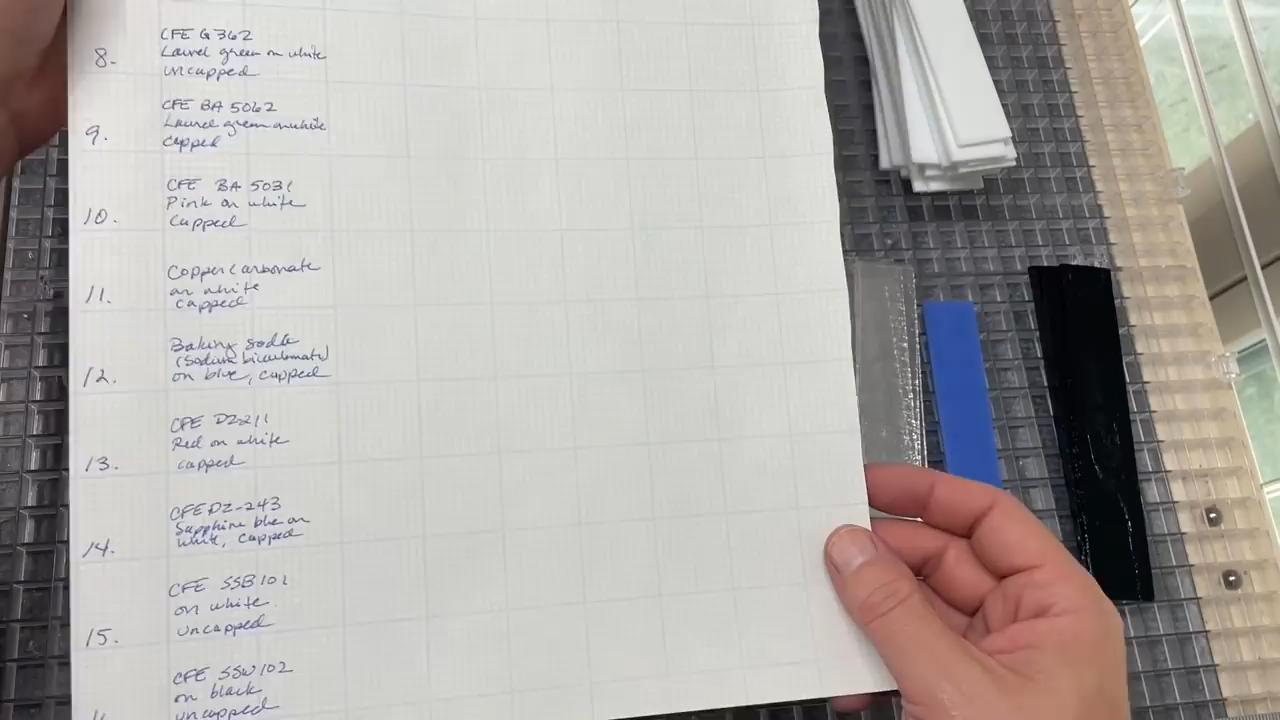 8. CFE G362
Laurel green on white
uncapped
9. CFE BA 5062
Laurel green on white
capped
10. CFE BA 5031
Pink on white
Capped
11. Copper carbonate
on white
capped
12. Baking soda
(sodium bicarbonate)
on blue, capped
13. CFE DZ211
Red on white
capped
14. CFE DZ-243
Sapphire blue on
white, capped
15. CFE SSB101
on white
uncapped
CFE SSW102
on black
uncapped